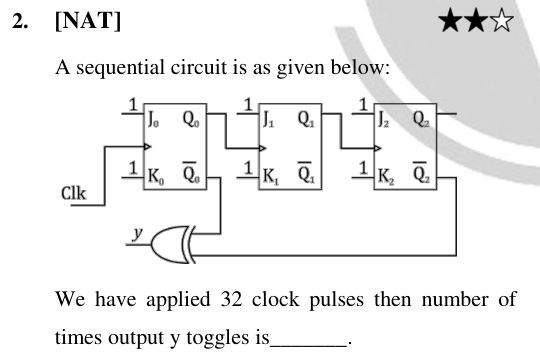 2. [NAT]
A sequential circuit is as given below:
1 1 1
J₀ Q₀ J₁ Q₁ J₂ Q₂
1 K₀ Q̅₀ 1 K₁ Q̅₁ 1 K₂ Q̅₂
Clk
y
We have applied 32 clock pulses then number of
times output y toggles is_______.